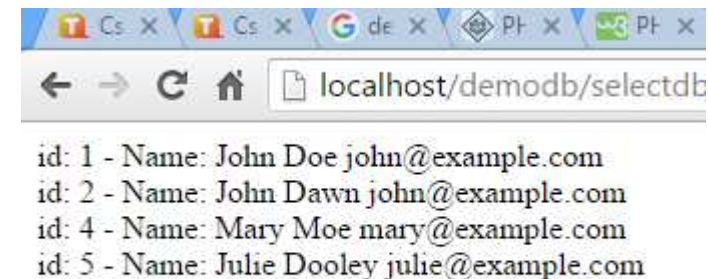 Cs Cs de PH PH
localhost/demodb/selectdb
id: 1 - Name: John Doe john@example.com
id: 2 - Name: John Dawn john@example.com
id: 4 - Name: Mary Moe mary@example.com
id: 5 - Name: Julie Dooley julie@example.com